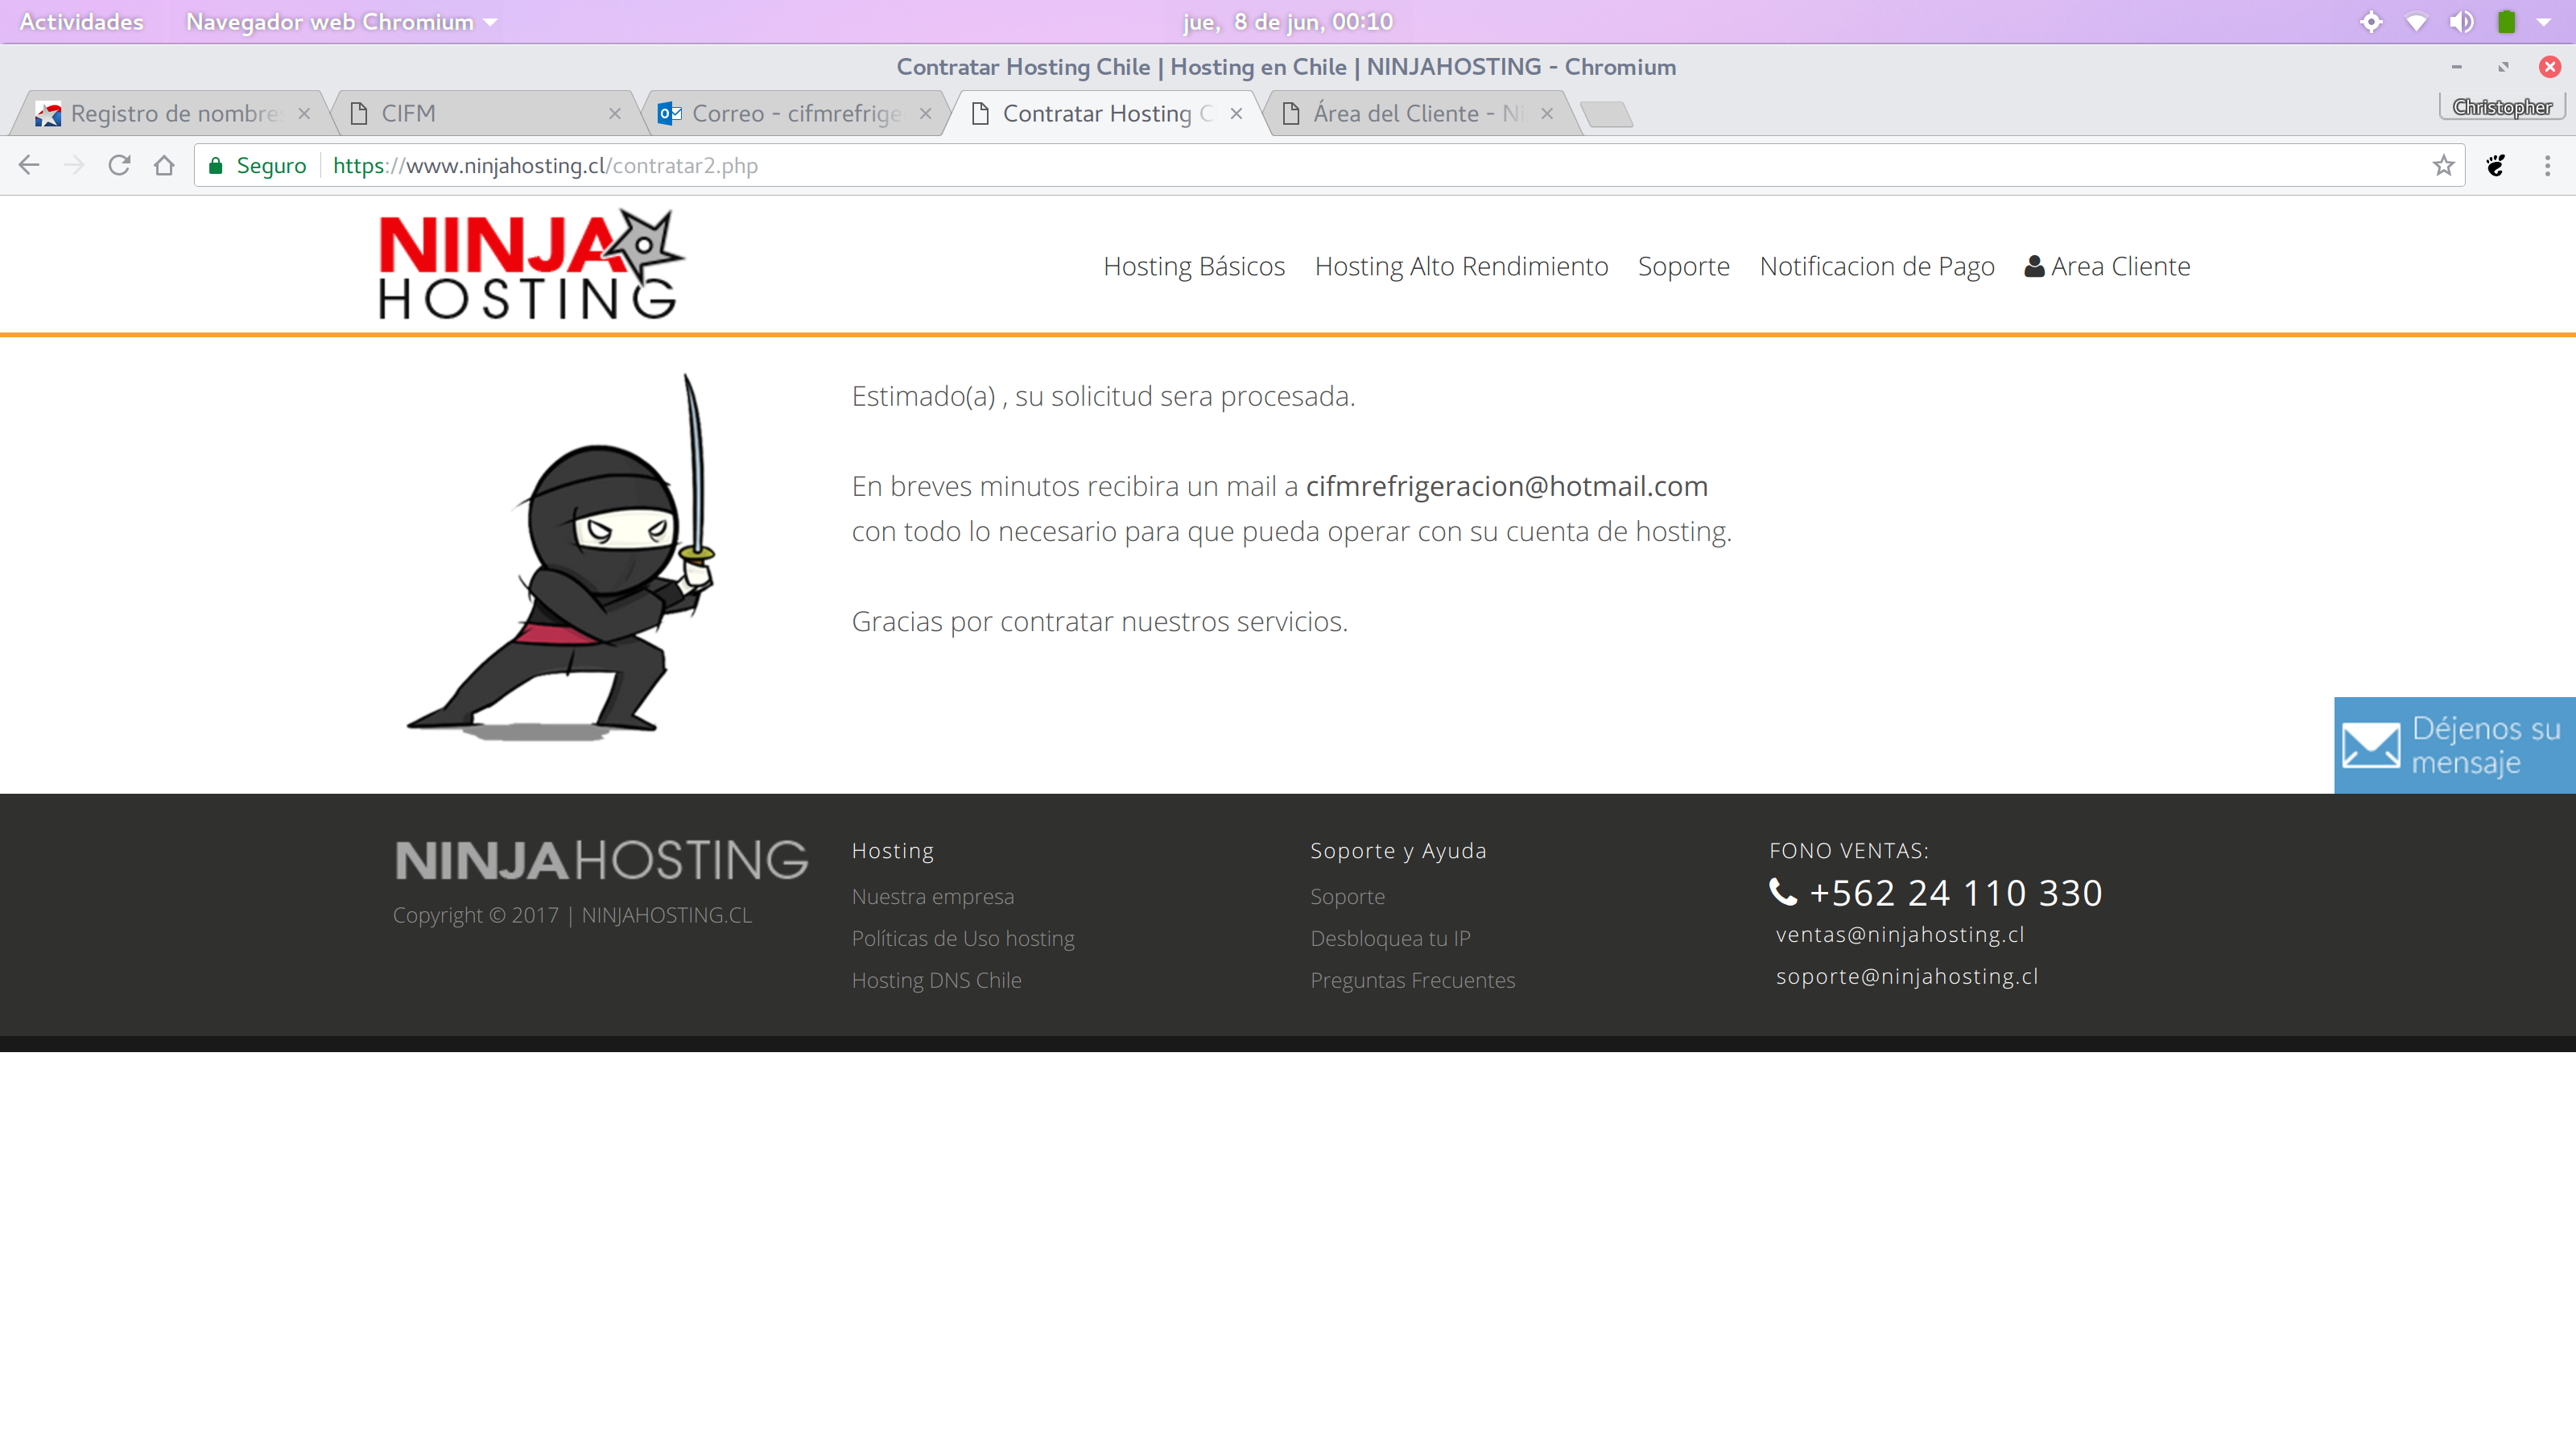 Actividades Navegador web Chromium jue, 8 de jun, 00:10
Contratar Hosting Chile | Hosting en Chile | NINJAHOSTING - Chromium
Registro de nombre CIFM Correo - cifmrefrige Contratar Hosting C Área del Cliente - Ni Christopher
Seguro https://www.ninjahosting.cl/contratar2.php
NINJA
HOSTING
Hosting Básicos Hosting Alto Rendimiento Soporte Notificacion de Pago Area Cliente
Estimado(a) , su solicitud sera procesada.
En breves minutos recibira un mail a cifmrefrigeracion@hotmail.com
con todo lo necesario para que pueda operar con su cuenta de hosting.
Gracias por contratar nuestros servicios.
Déjenos su
mensaje
NINJAHOSTING
Copyright © 2017 | NINJAHOSTING.CL
Hosting
Nuestra empresa
Políticas de Uso hosting
Hosting DNS Chile
Soporte y Ayuda
Soporte
Desbloquea tu IP
Preguntas Frecuentes
FONO VENTAS:
+562 24 110 330
ventas@ninjahosting.cl
soporte@ninjahosting.cl